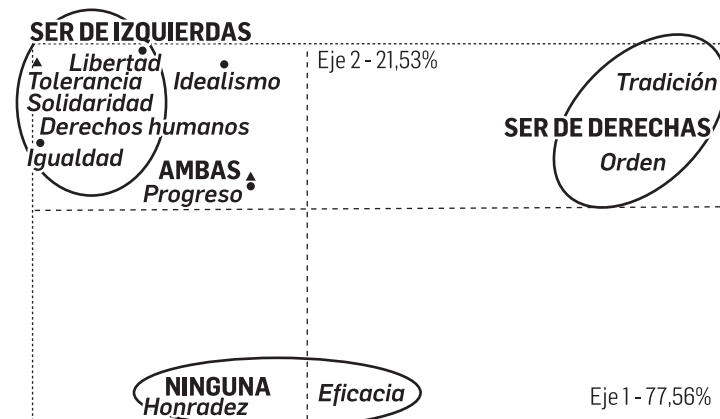 SER DE IZQUIERDAS
Libertad
Eje 2 - 21,53%
Tolerancia
Idealismo
Tradición
Solidaridad
Derechos humanos
SER DE DERECHAS
Igualdad
Orden
AMBAS
Progreso
NINGUNA
Eficacia
Honradez
Eje 1 - 77,56%